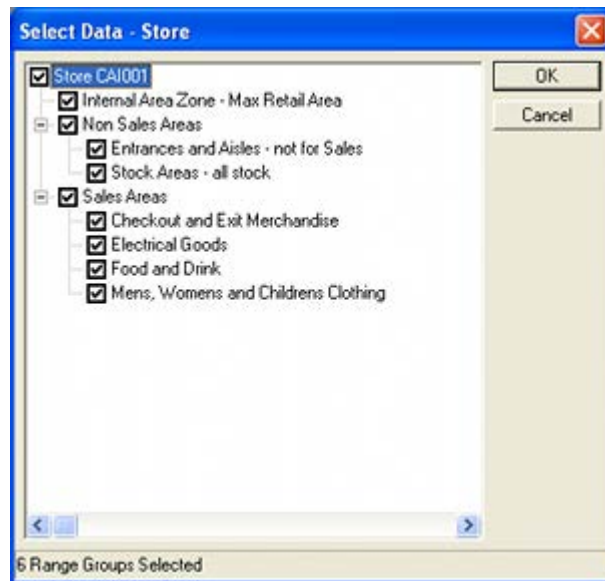 Select Data - Store
Store CAI001
Internal Area Zone - Max Retail Area
Non Sales Areas
Entrances and Aisles - not for Sales
Stock Areas - all stock
Sales Areas
Checkout and Exit Merchandise
Electrical Goods
Food and Drink
Mens, Womens and Childrens Clothing
OK
Cancel
6 Range Groups Selected